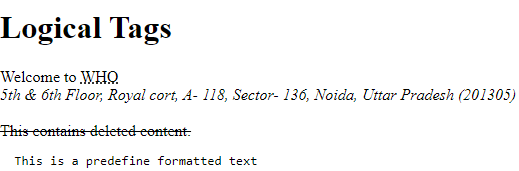 Logical Tags
Welcome to WHO
5th & 6th Floor, Royal cort, A- 118, Sector- 136, Noida, Uttar Pradesh (201305)
This contains deleted content.
This is a predefine formatted text